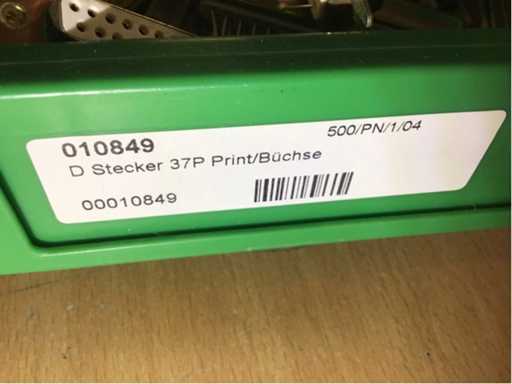 010849
500/PN/1/04
D Stecker 37P Print/Büchse
00010849